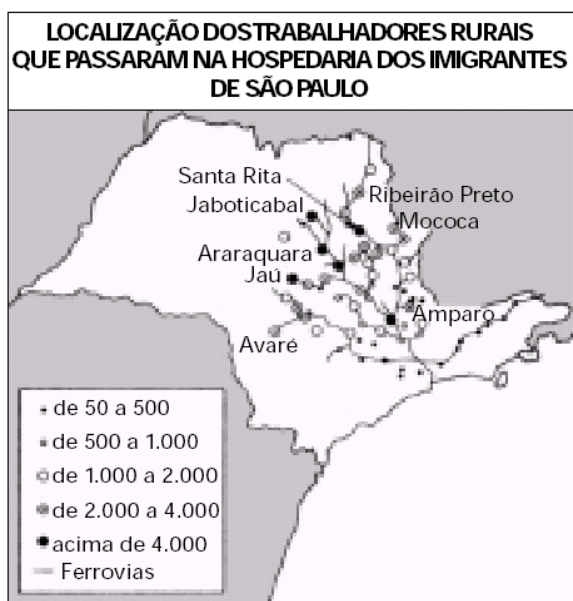 LOCALIZAÇÃO DOSTRABALHADORES RURAIS
QUE PASSARAM NA HOSPEDARIA DOS IMIGRANTES
DE SÃO PAULO
Santa Rita
Ribeirão Preto
Jaboticabal
Mococa
Araraquara
Jaú
Amparo
Avaré
de 50 a 500
de 500 a 1.000
de 1.000 a 2.000
de 2.000 a 4.000
acima de 4.000
Ferrovias